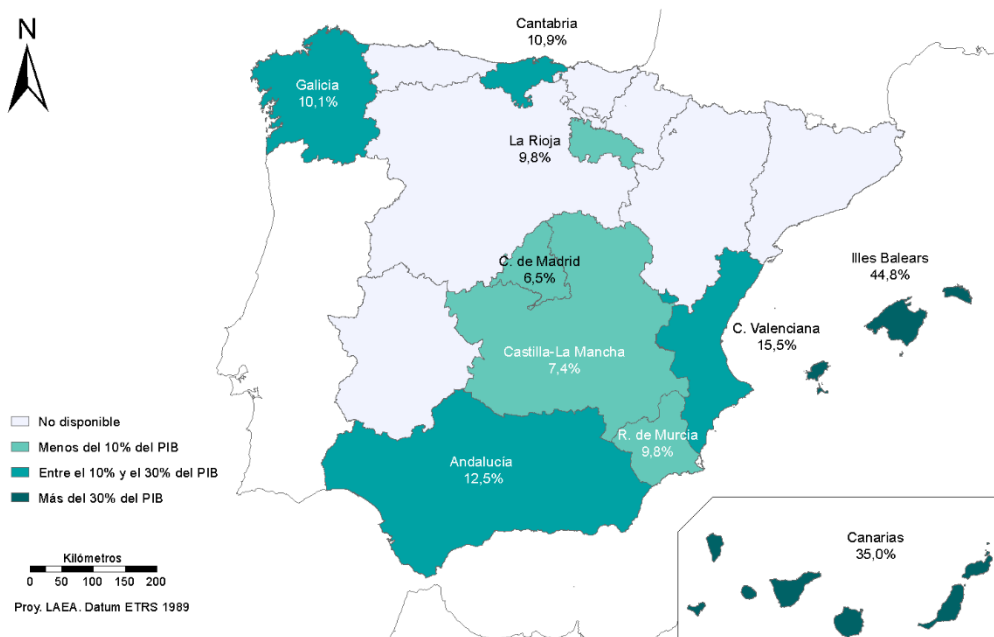 N
Cantabria
10,9%
Galicia
10,1%
La Rioja
9,8%
C. de Madrid
6,5%
Illes Balears
44,8%
C. Valenciana
15,5%
Castilla-La Mancha
7,4%
R. de Murcia
9,8%
Andalucía
12,5%
No disponible
Menos del 10% del PIB
Entre el 10% y el 30% del PIB
Más del 30% del PIB
Canarias
35,0%
Kilómetros
0 25 50 100 150 200
Proy. LAEA. Datum ETRS 1989